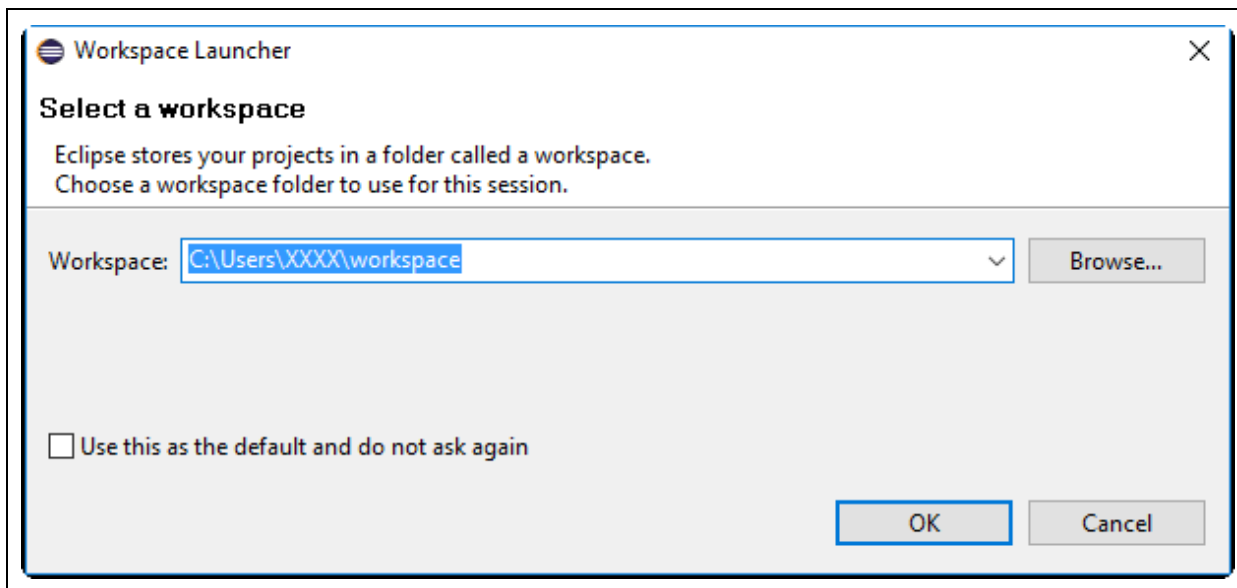 Workspace Launcher
Select a workspace
Eclipse stores your projects in a folder called a workspace.
Choose a workspace folder to use for this session.
Workspace: C:\Users\XXXX\workspace Browse...
Use this as the default and do not ask again
OK Cancel